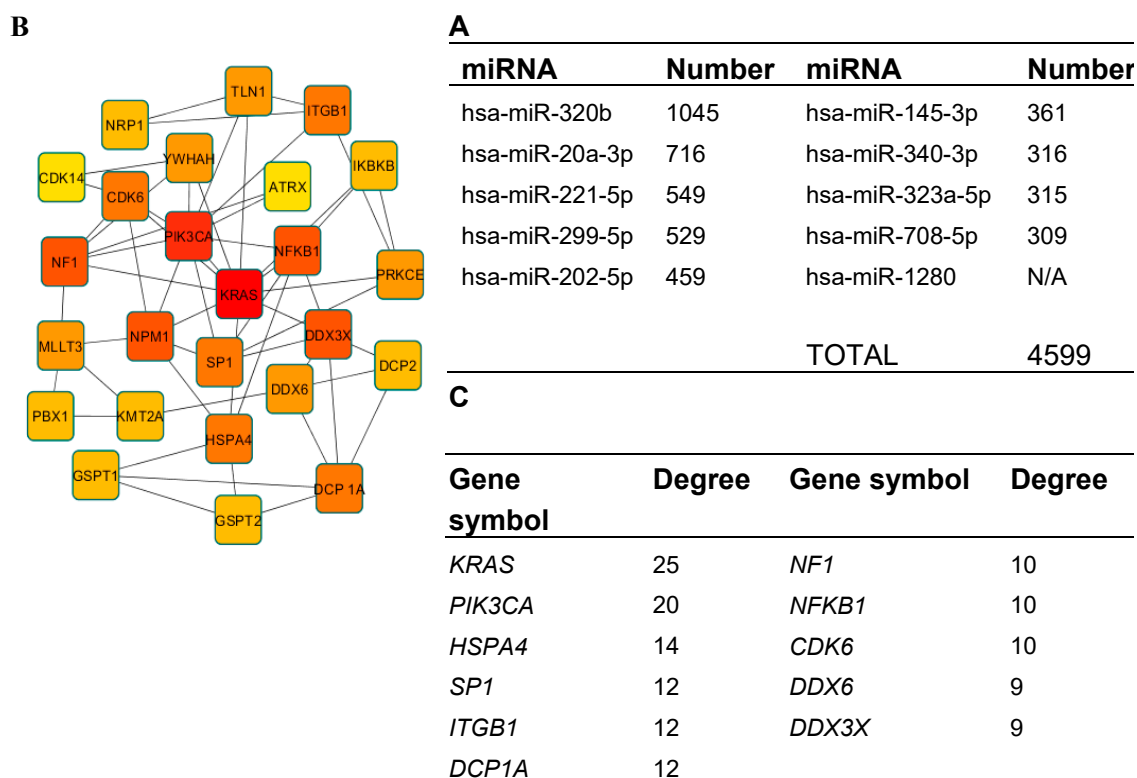 B
TLN1
ITGB1
NRP1
YWHAH
IKBKB
CDK14
ATRX
CDK6
PIK3CA
NF1
NFKB1
PRKCE
KRAS
NPM1
DDX3X
MLLT3
SP1
DCP2
DDX6
PBX1
KMT2A
HSPA4
GSPT1
DCP 1A
GSPT2
A
miRNA Number miRNA Number
hsa-miR-320b 1045 hsa-miR-145-3p 361
hsa-miR-20a-3p 716 hsa-miR-340-3p 316
hsa-miR-221-5p 549 hsa-miR-323a-5p 315
hsa-miR-299-5p 529 hsa-miR-708-5p 309
hsa-miR-202-5p 459 hsa-miR-1280 N/A
TOTAL 4599
C
Gene Degree Gene symbol Degree
symbol
KRAS 25 NF1 10
PIK3CA 20 NFKB1 10
HSPA4 14 CDK6 10
SP1 12 DDX6 9
ITGB1 12 DDX3X 9
DCP1A 12